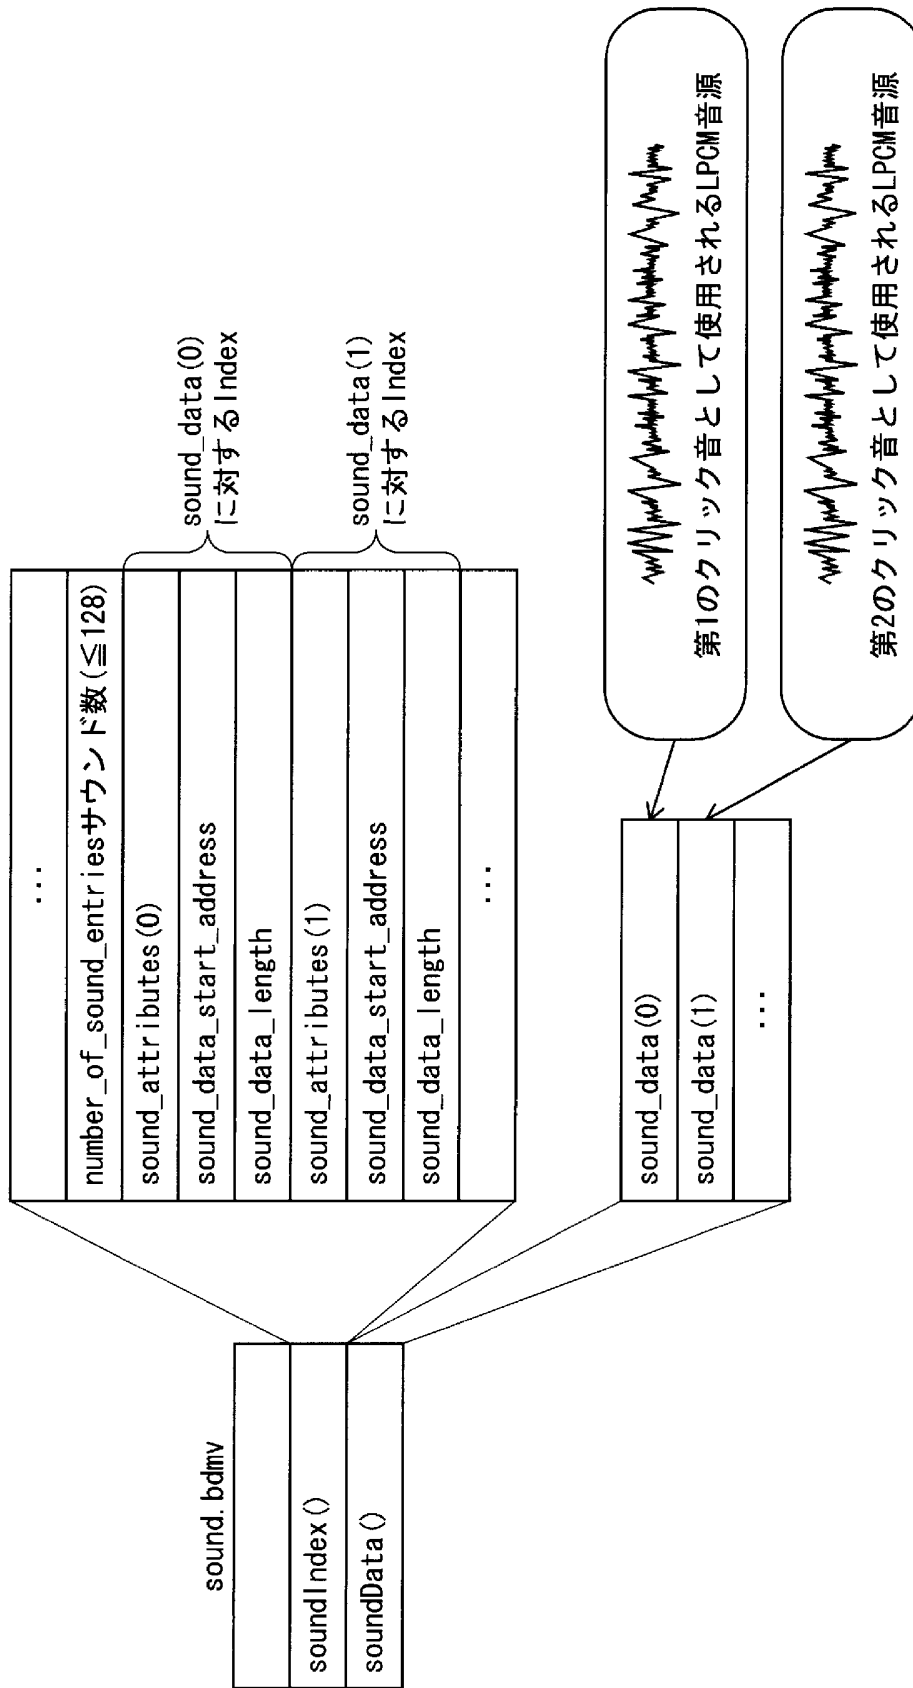 sound.bdmv
soundIndex()
soundData()
...
number_of_sound_entriesサウンド数(≦128)
sound_attributes(0)
sound_data_start_address
sound_data_length
sound_attributes(1)
sound_data_start_address
sound_data_length
...
sound_data(0)
に対するIndex
sound_data(1)
に対するIndex
sound_data(0)
sound_data(1)
...
第1のクリック音として使用されるLPCM音源
第2のクリック音として使用されるLPCM音源